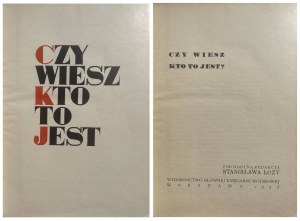 CZY
WIESZ
KTO
TO
JEST
CZY WIESZ
KTO TO JEST?
POD OGÓLNĄ REDAKCJĄ
STANISŁAWA ŁOZY
WYDAWNICTWO GŁÓWNEJ KSIĘGARNI WOJSKOWEJ
WARSZAWA 1938